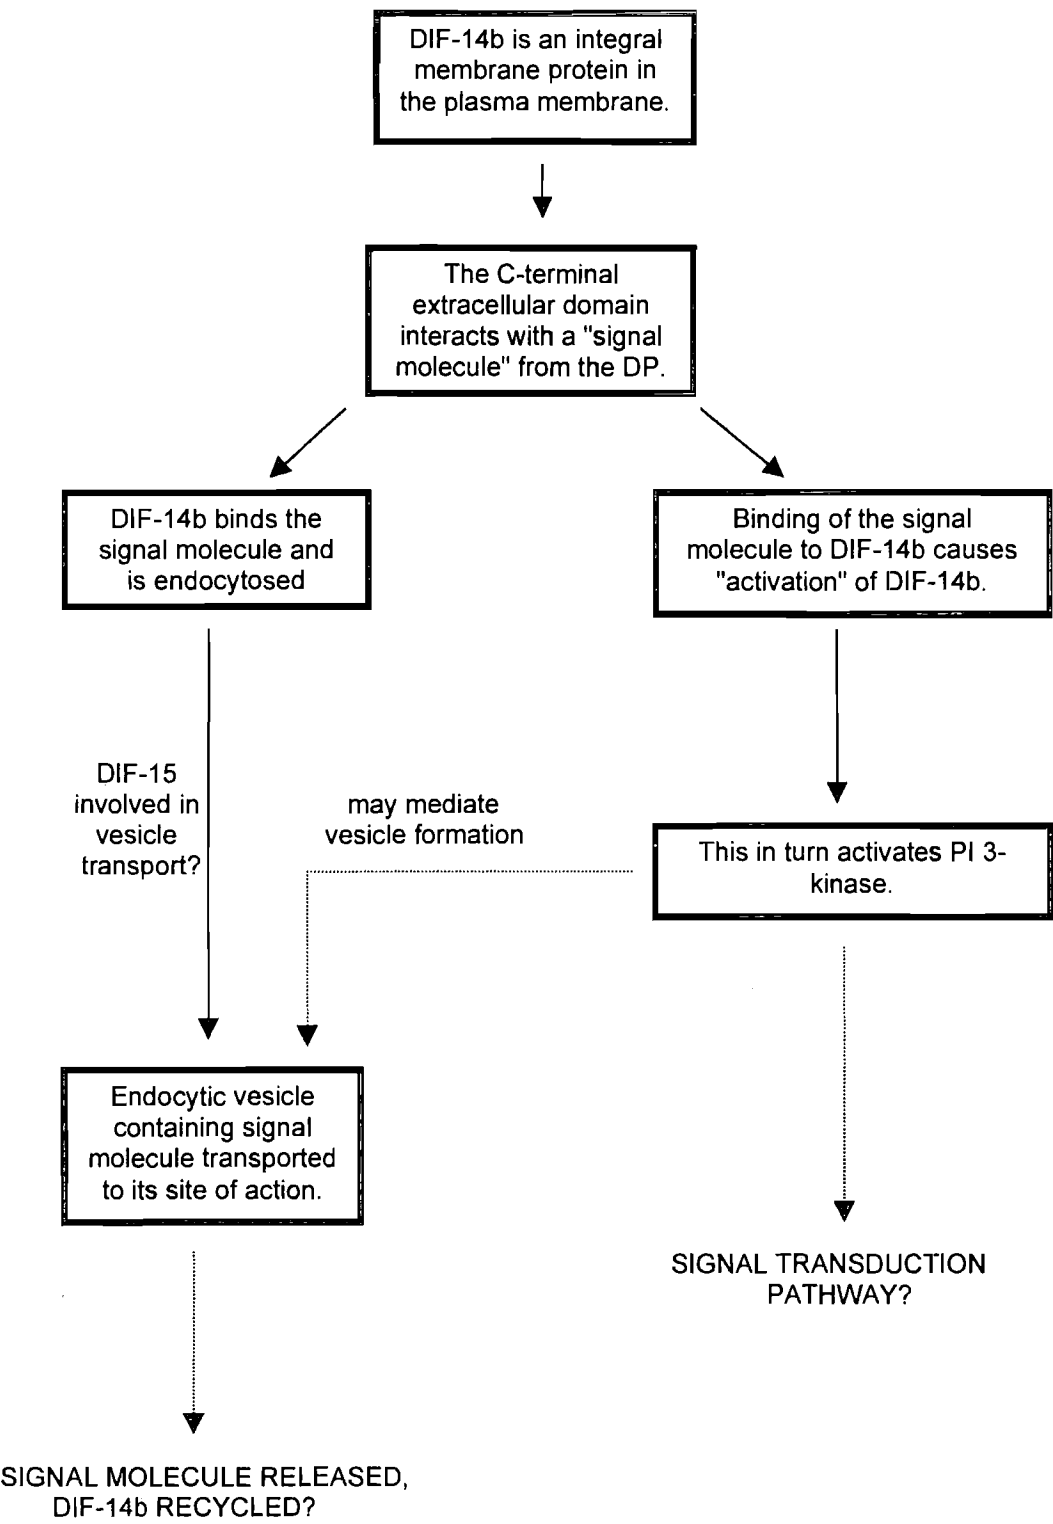 DIF-14b is an integral
membrane protein in
the plasma membrane.
The C-terminal
extracellular domain
interacts with a "signal
molecule" from the DP.
DIF-14b binds the
signal molecule and
is endocytosed
Binding of the signal
molecule to DIF-14b causes
"activation" of DIF-14b.
DIF-15
involved in
vesicle
transport?
may mediate
vesicle formation
This in turn activates PI 3-
kinase.
Endocytic vesicle
containing signal
molecule transported
to its site of action.
SIGNAL TRANSDUCTION
PATHWAY?
SIGNAL MOLECULE RELEASED,
DIF-14b RECYCLED?